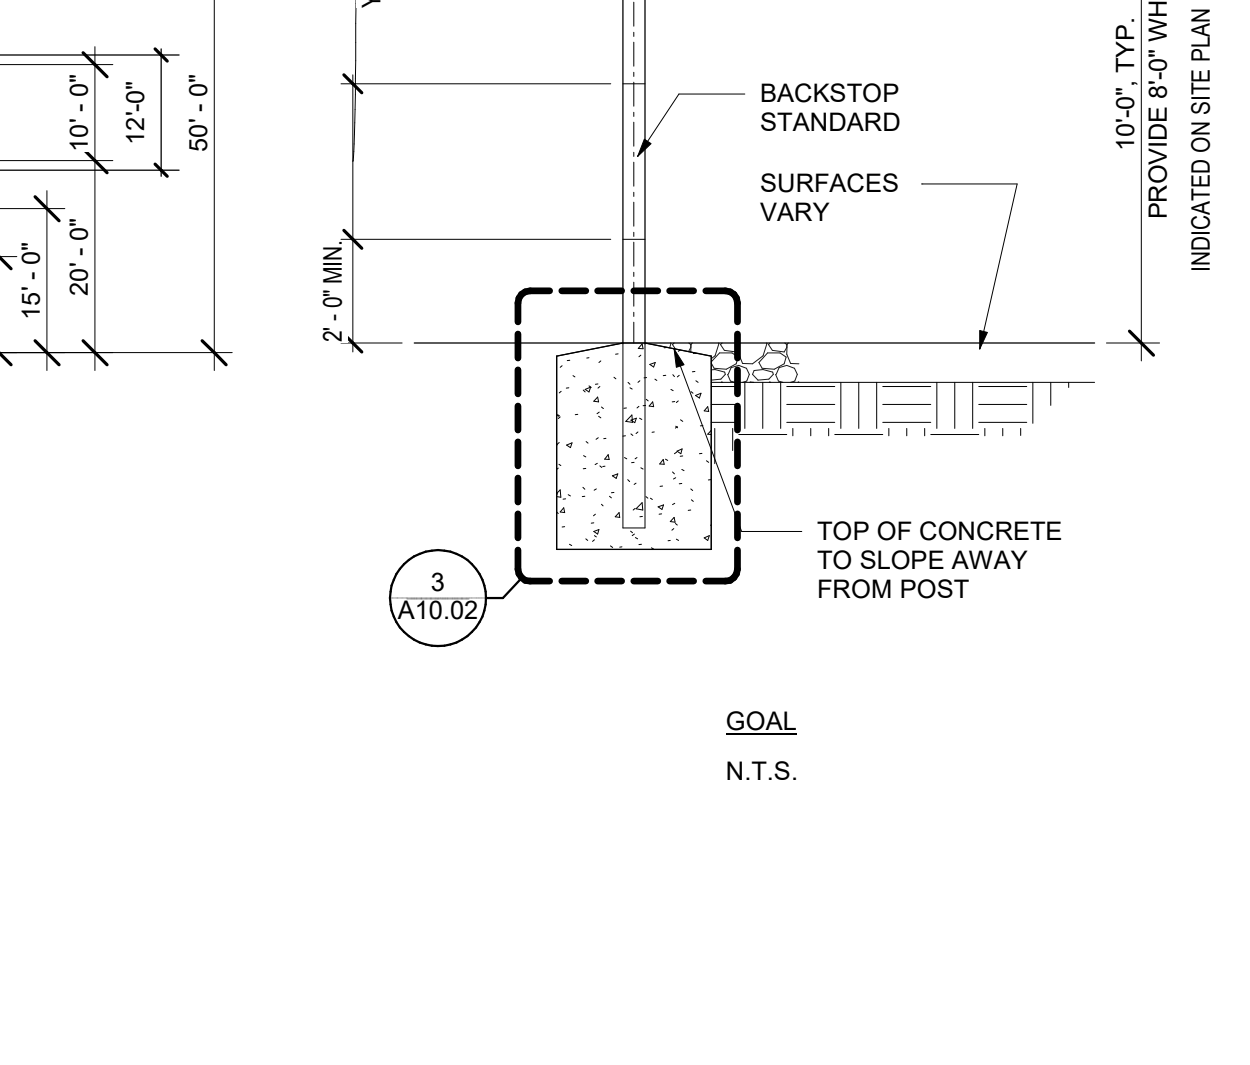 10' - 0"
12'-0"
50' - 0"
15' - 0"
20' - 0"
2' - 0" MIN.
BACKSTOP
STANDARD
SURFACES
VARY
10'-0", TYP.
PROVIDE 8'-0" WH
INDICATED ON SITE PLAN
TOP OF CONCRETE
TO SLOPE AWAY
FROM POST
3
A10.02
GOAL
N.T.S.